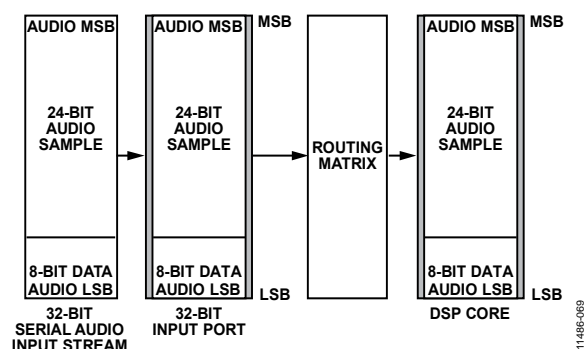 AUDIO MSB
24-BIT
AUDIO
SAMPLE
8-BIT DATA
AUDIO LSB
32-BIT
SERIAL AUDIO
INPUT STREAM
AUDIO MSB
24-BIT
AUDIO
SAMPLE
8-BIT DATA
AUDIO LSB
32-BIT
INPUT PORT
MSB
LSB
ROUTING
MATRIX
AUDIO MSB
24-BIT
AUDIO
SAMPLE
8-BIT DATA
AUDIO LSB
DSP CORE
MSB
LSB
11486-069